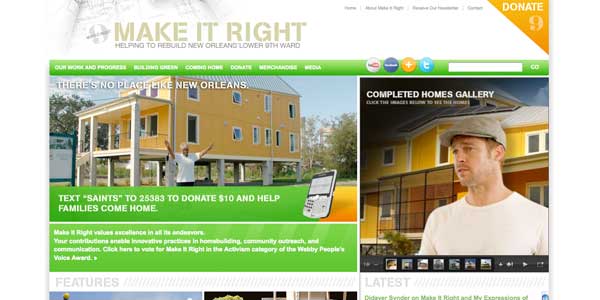 Home | About Make It Right | Receive Our Newsletter | Contact
DONATE
9
MAKE IT RIGHT
HELPING TO REBUILD NEW ORLEANS' LOWER 9TH WARD
OUR WORK AND PROGRESS BUILDING GREEN COMING HOME DONATE MERCHANDISE MEDIA
GO
THERE'S NO PLACE LIKE NEW ORLEANS.
TEXT "SAINTS" TO 25383 TO DONATE $10 AND HELP
FAMILIES COME HOME.
COMPLETED HOMES GALLERY
CLICK THE IMAGES BELOW TO SEE THE HOMES
Make It Right values excellence in all its endeavors.
Your contributions enable innovative practices in homebuilding, community outreach, and
communication. Click here to vote for Make It Right in the Activism category of the Webby People's
Voice Award. »
FEATURES
LATEST
Didayer Synder on Make It Right and My Expressions of